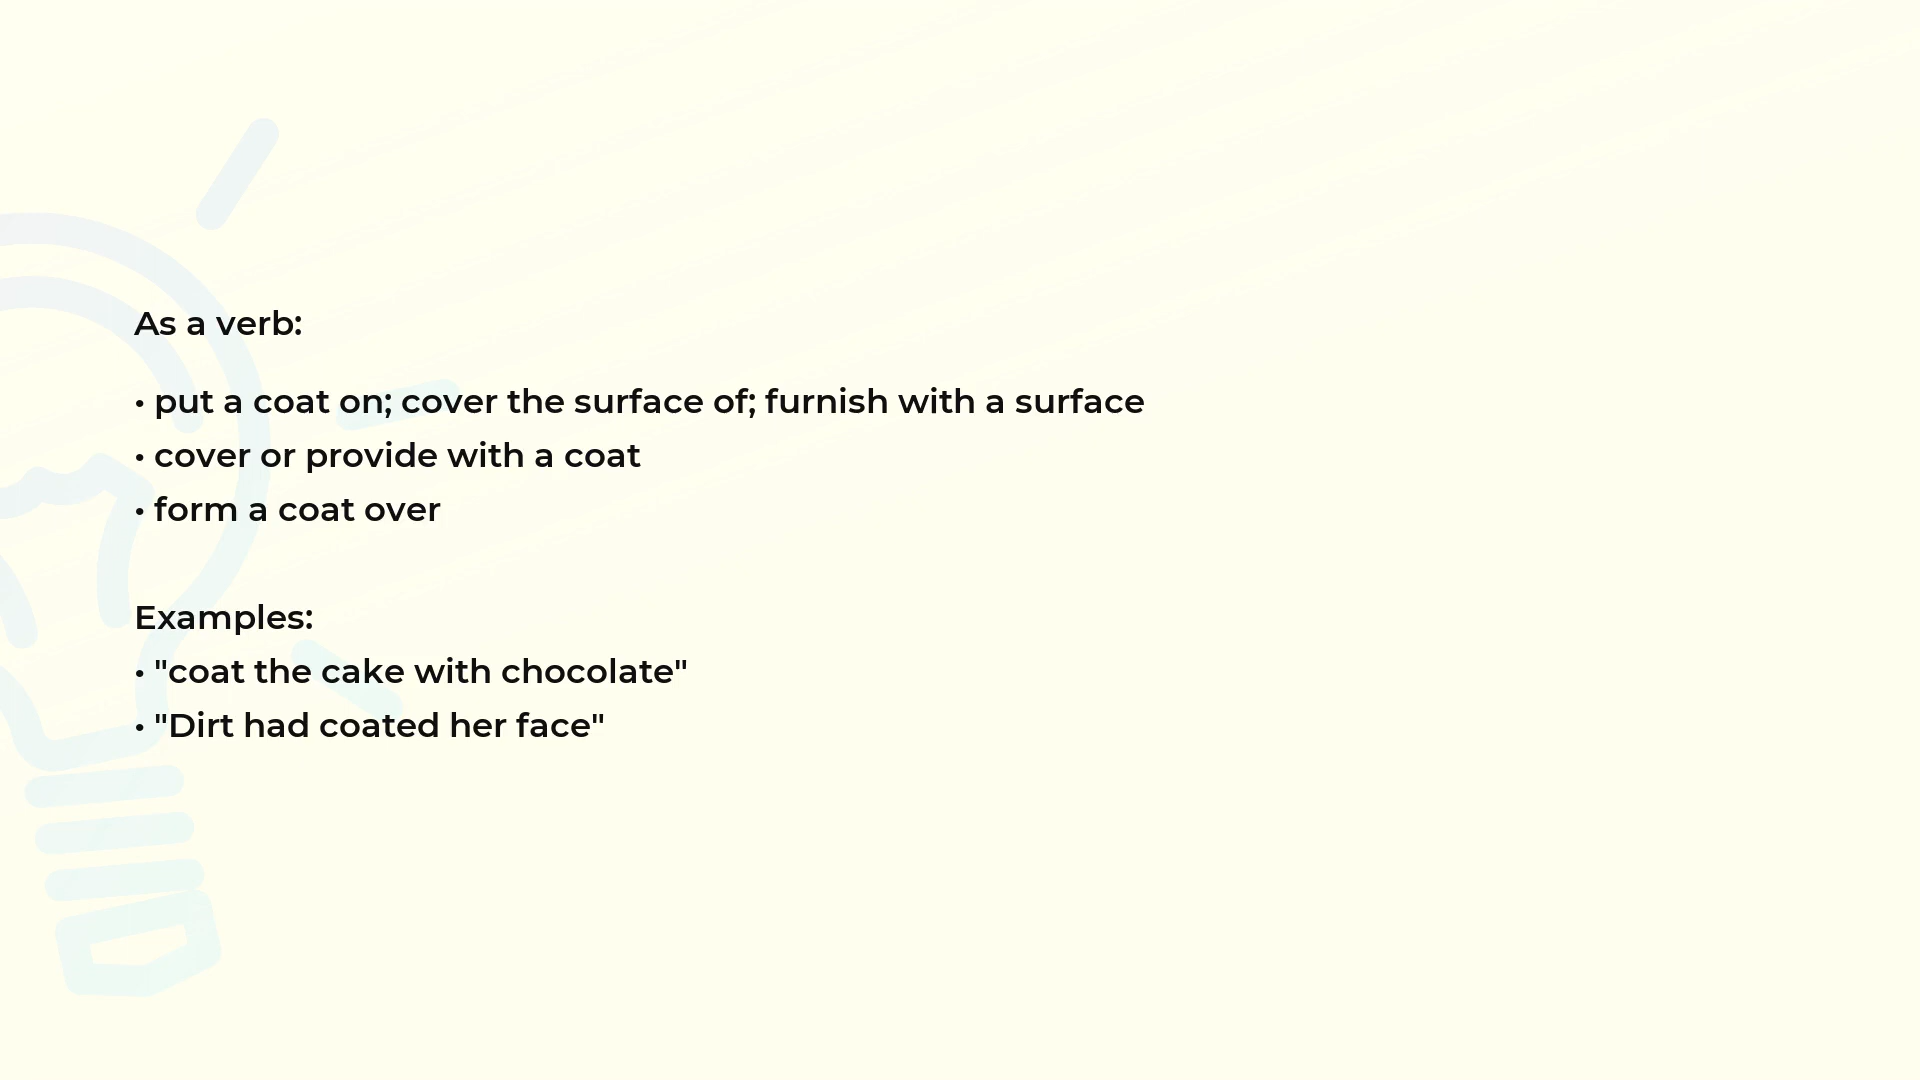 As a verb:
• put a coat on; cover the surface of; furnish with a surface
• cover or provide with a coat
• form a coat over
Examples:
• "coat the cake with chocolate"
• "Dirt had coated her face"